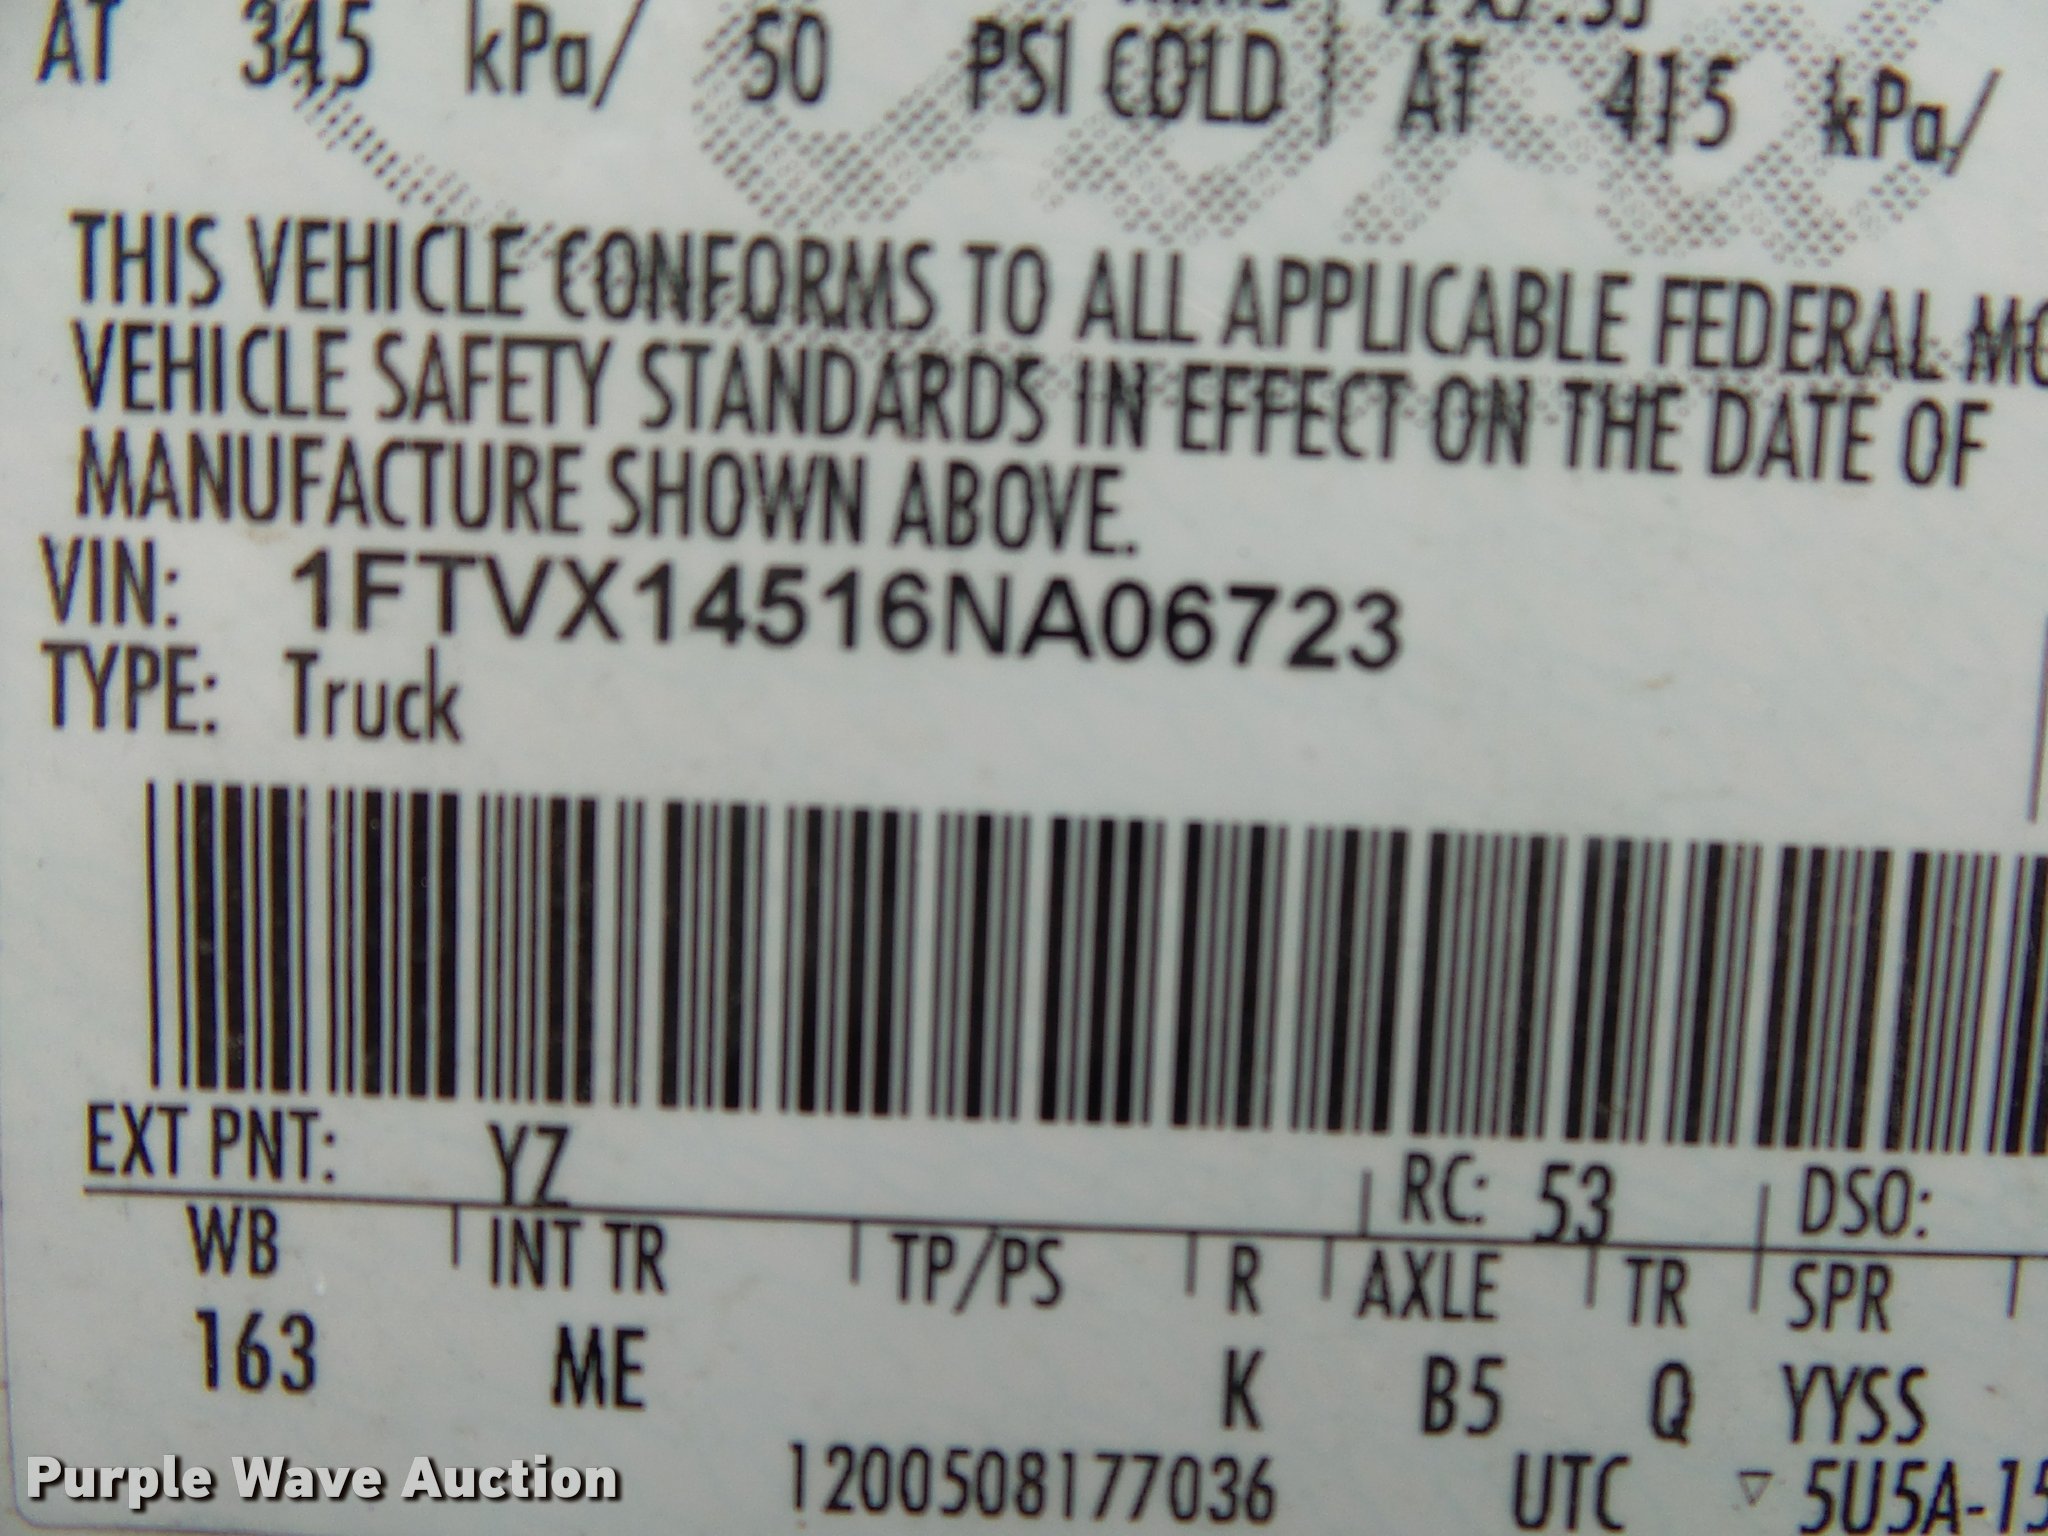 AT 345 kPa/ 50 PSI COLD AT 415 kPa/
THIS VEHICLE CONFORMS TO ALL APPLICABLE FEDERAL MO
VEHICLE SAFETY STANDARDS IN EFFECT ON THE DATE OF
MANUFACTURE SHOWN ABOVE.
VIN: 1FTVX14516NA06723
TYPE: Truck
EXT PNT: YZ RC: 53 DSO:
WB INT TR TP/PS R AXLE TR SPR
163 ME K B5 Q YYSS
1200508177036 UTC ▽ 5U5A-15
Purple Wave Auction